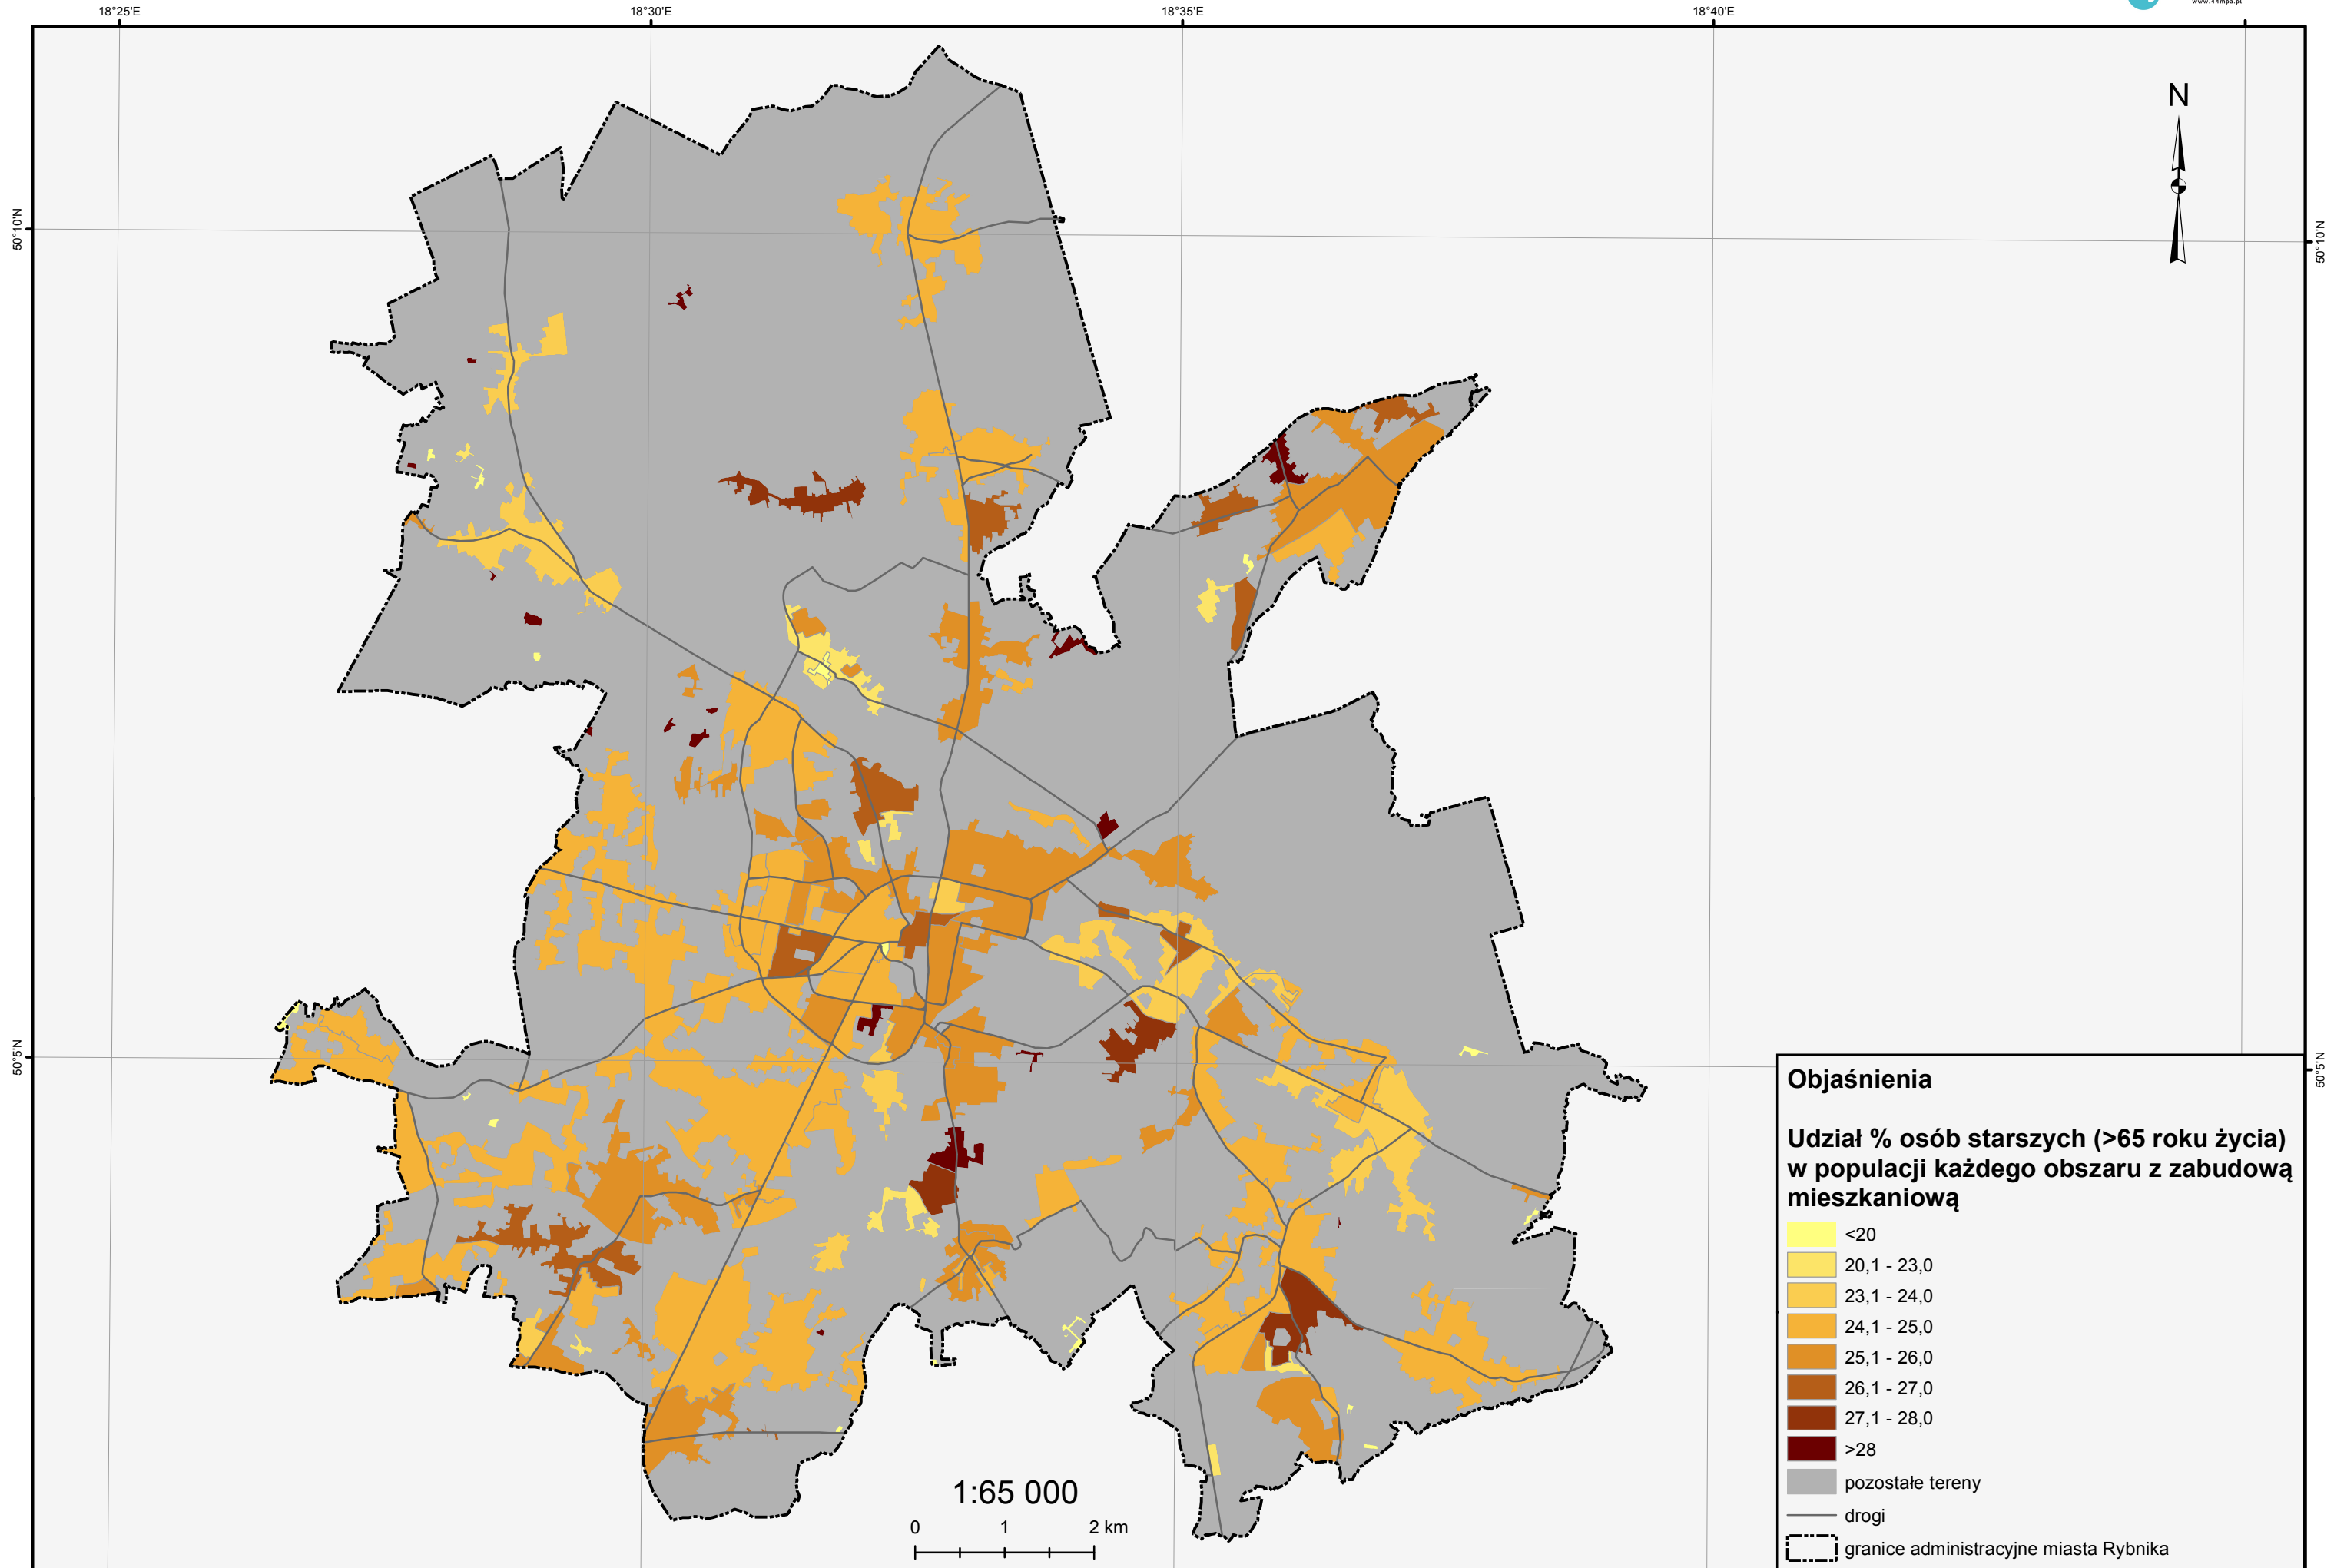 www.44mpa.pl
18°25'E
18°30'E
18°35'E
18°40'E
N
50°10'N
50°10'N
50°5'N
50°5'N
Objaśnienia
Udział % osób starszych (>65 roku życia)
w populacji każdego obszaru z zabudową
mieszkaniową
<20
20,1 - 23,0
23,1 - 24,0
24,1 - 25,0
25,1 - 26,0
26,1 - 27,0
27,1 - 28,0
>28
pozostałe tereny
drogi
granice administracyjne miasta Rybnika
1:65 000
0 1 2 km